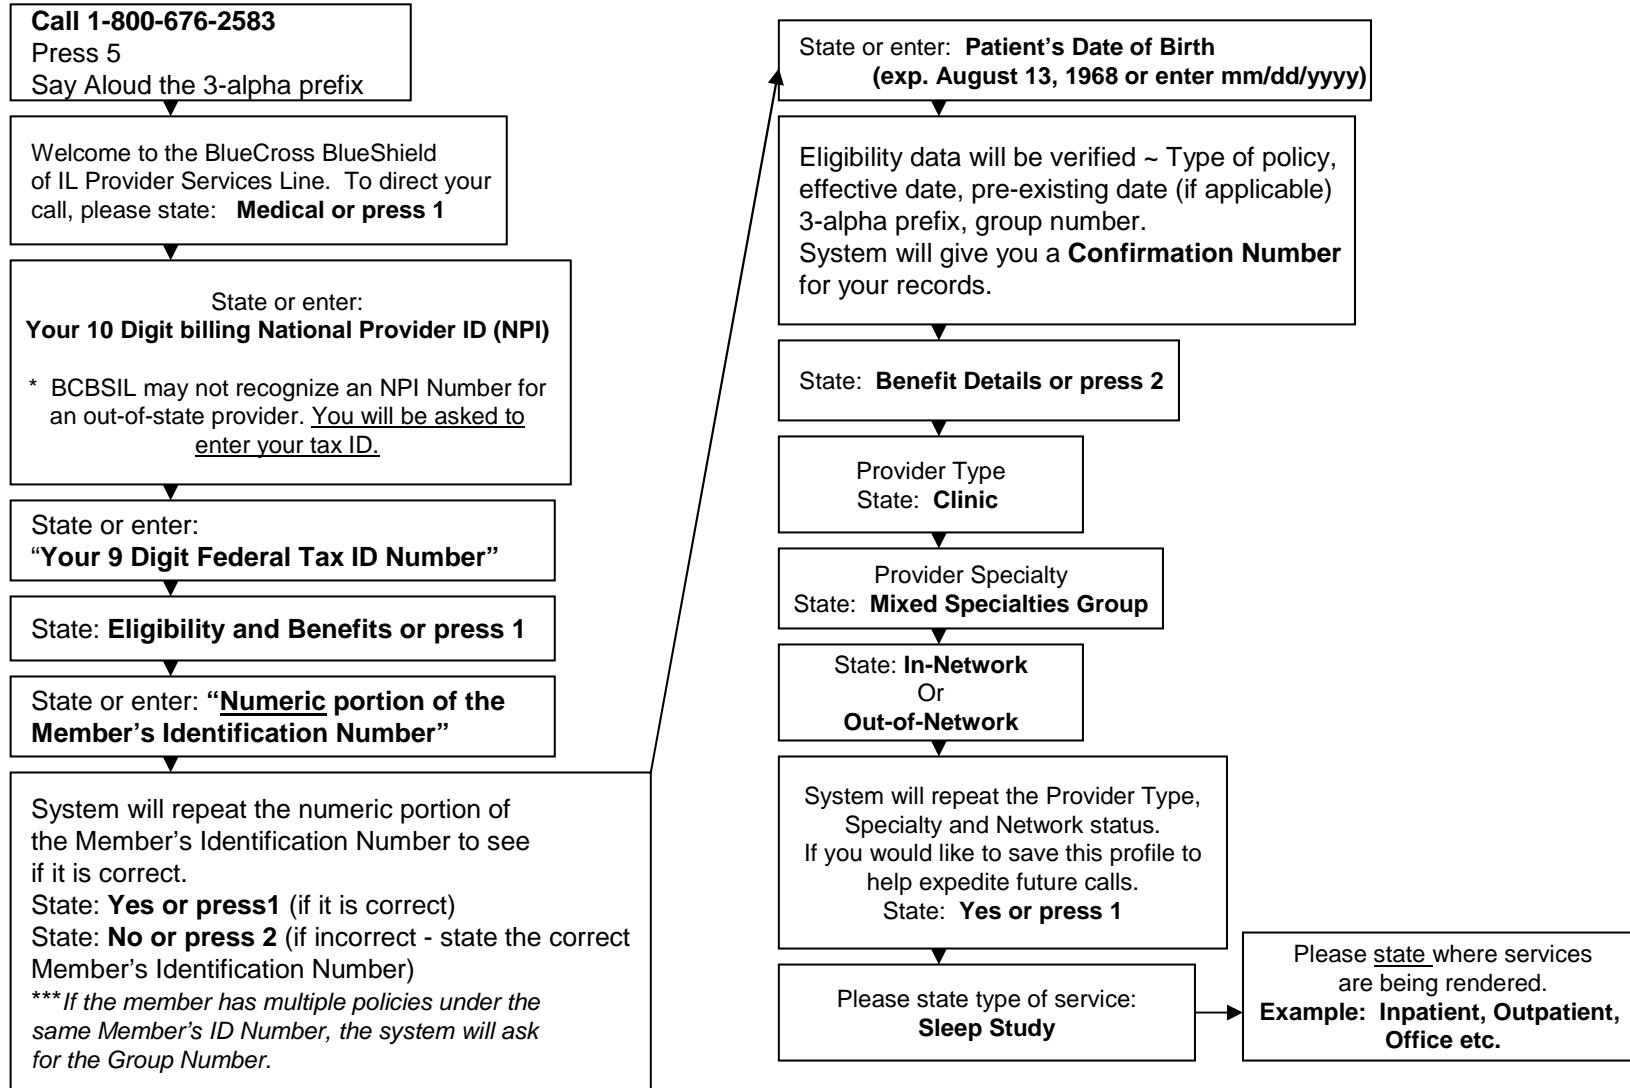 Call 1-800-676-2583
Press 5
Say Aloud the 3-alpha prefix
Welcome to the BlueCross BlueShield
of IL Provider Services Line.  To direct your
call, please state:   Medical or press 1
State or enter:
Your 10 Digit billing National Provider ID (NPI)
*  BCBSIL may not recognize an NPI Number for
an out-of-state provider. You will be asked to
enter your tax ID.
State or enter:
“Your 9 Digit Federal Tax ID Number”
State: Eligibility and Benefits or press 1
State or enter: “Numeric portion of the
Member’s Identification Number”
System will repeat the numeric portion of
the Member’s Identification Number to see
if it is correct.
State: Yes or press1 (if it is correct)
State: No or press 2 (if incorrect - state the correct
Member’s Identification Number)
***If the member has multiple policies under the
same Member’s ID Number, the system will ask
for the Group Number.
State or enter:  Patient’s Date of Birth
(exp. August 13, 1968 or enter mm/dd/yyyy)
Eligibility data will be verified ~ Type of policy,
effective date, pre-existing date (if applicable)
3-alpha prefix, group number.
System will give you a Confirmation Number
for your records.
State:  Benefit Details or press 2
Provider Type
State:  Clinic
Provider Specialty
State:  Mixed Specialties Group
State: In-Network
Or
Out-of-Network
System will repeat the Provider Type,
Specialty and Network status.
If you would like to save this profile to
help expedite future calls.
State:  Yes or press 1
Please state type of service:
Sleep Study
Please state where services
are being rendered.
Example:  Inpatient, Outpatient,
Office etc.